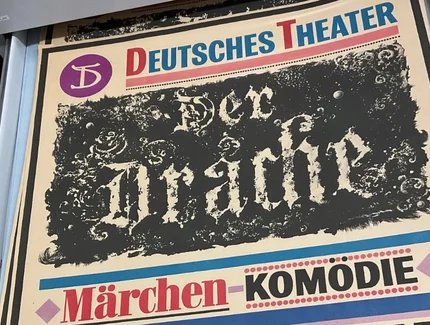 DEUTSCHES THEATER
Der
Drache
Märchen-KOMÖDIE